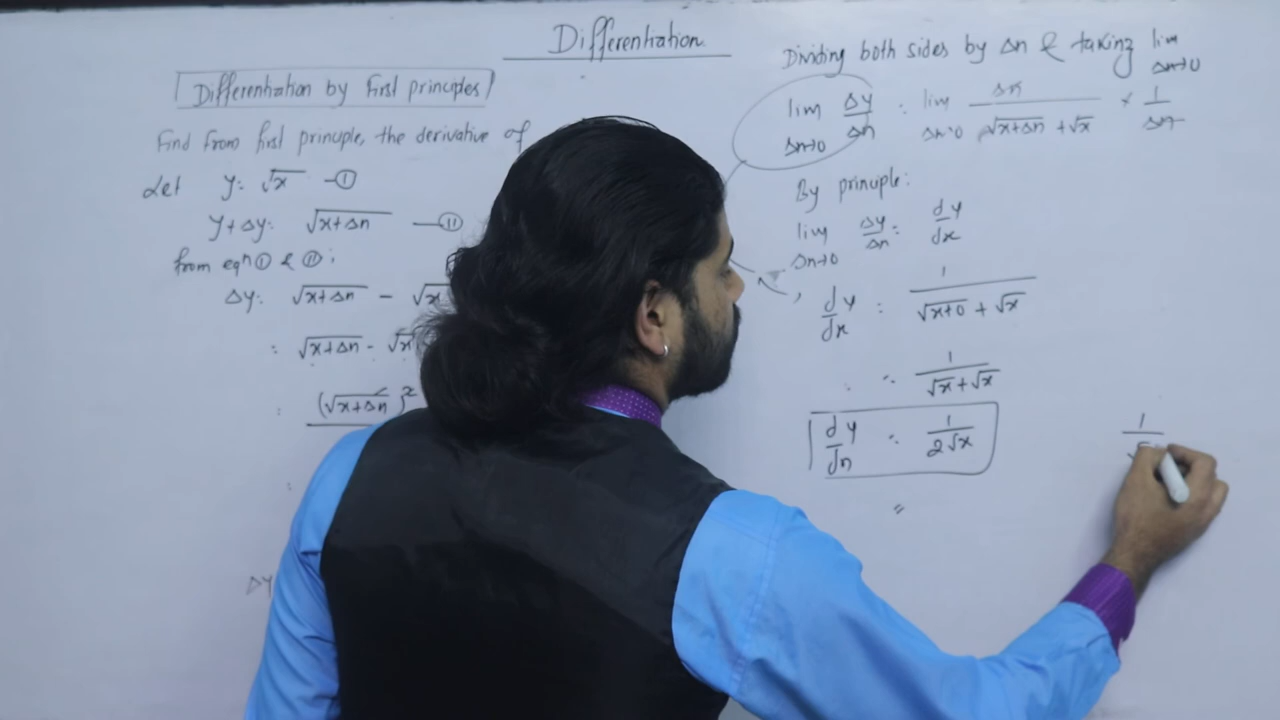 Differentiation.
Differentiation by First principles
Find from first principle, the derivative of
Let y = √x —Ⓘ
y+Δy = √x+Δx —ⒾⒾ
from eqⁿ Ⓘ & Ⓘ Ⓘ :
Δy = √x+Δx - √x
= √x+Δx - √x
= (√x+Δx)²
Δy
Dividing both sides by Δx & taking lim Δx→0
lim Δx→0 Δy/Δx = lim Δx→0 Δx/(√x+Δx + √x) × 1/Δx
By principle:
lim Δx→0 Δy/Δx = dy/dx
dy/dx = 1/(√x+0 + √x)
= 1/(√x+√x)
dy/dx = 1/(2√x)
1/√